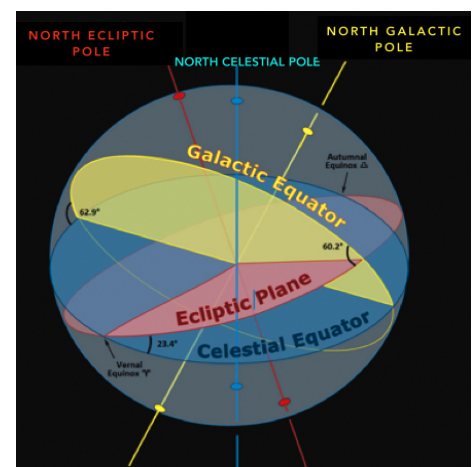 NORTH ECLIPTIC
POLE
NORTH CELESTIAL POLE
NORTH GALACTIC
POLE
Galactic Equator
Autumnal
Equinox ♎
62.9°
60.2°
Ecliptic Plane
Celestial Equator
23.4°
Vernal
Equinox ♈